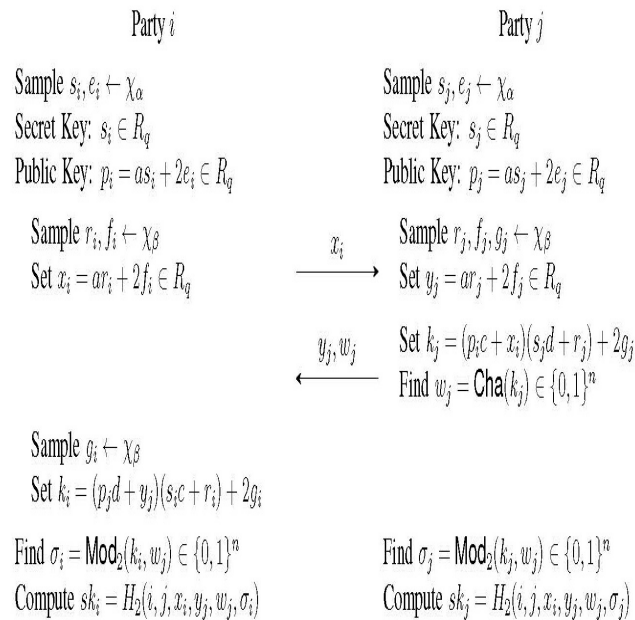 Party i
Party j
Sample s_i, e_i ← χ_α
Secret Key: s_i ∈ R_q
Public Key: p_i = as_i + 2e_i ∈ R_q
Sample s_j, e_j ← χ_α
Secret Key: s_j ∈ R_q
Public Key: p_j = as_j + 2e_j ∈ R_q
Sample r_i, f_i ← χ_β
Set x_i = ar_i + 2f_i ∈ R_q
x_i
Sample r_j, f_j, g_j ← χ_β
Set y_j = ar_j + 2f_j ∈ R_q
Set k_j = (p_ic + x_i)(s_jd + r_j) + 2g_j
y_j, w_j
Find w_j = Cha(k_j) ∈ {0,1}^n
Sample g_i ← χ_β
Set k_i = (p_jd + y_j)(s_ic + r_i) + 2g_i
Find σ_i = Mod_2(k_i, w_j) ∈ {0,1}^n
Compute sk_i = H_2(i, j, x_i, y_j, w_j, σ_i)
Find σ_j = Mod_2(k_j, w_j) ∈ {0,1}^n
Compute sk_j = H_2(i, j, x_i, y_j, w_j, σ_j)